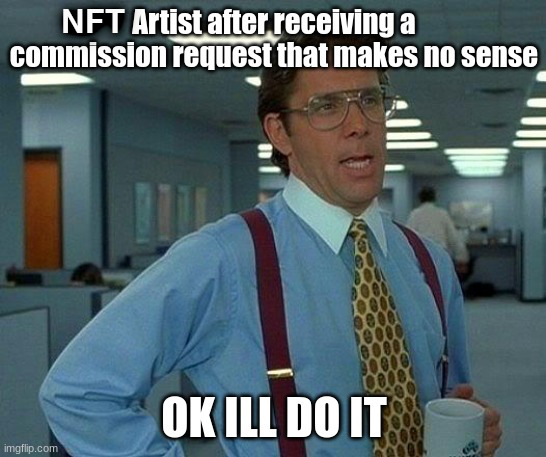 NFT Artist after receiving a
commission request that makes no sense
OK ILL DO IT
imgflip.com